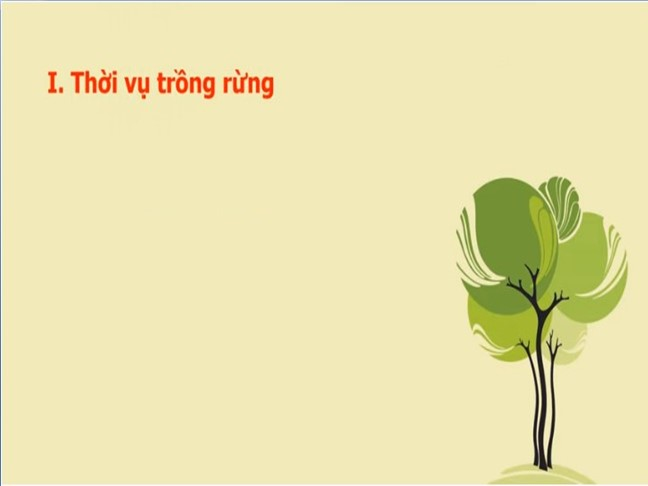 I. Thời vụ trồng rừng